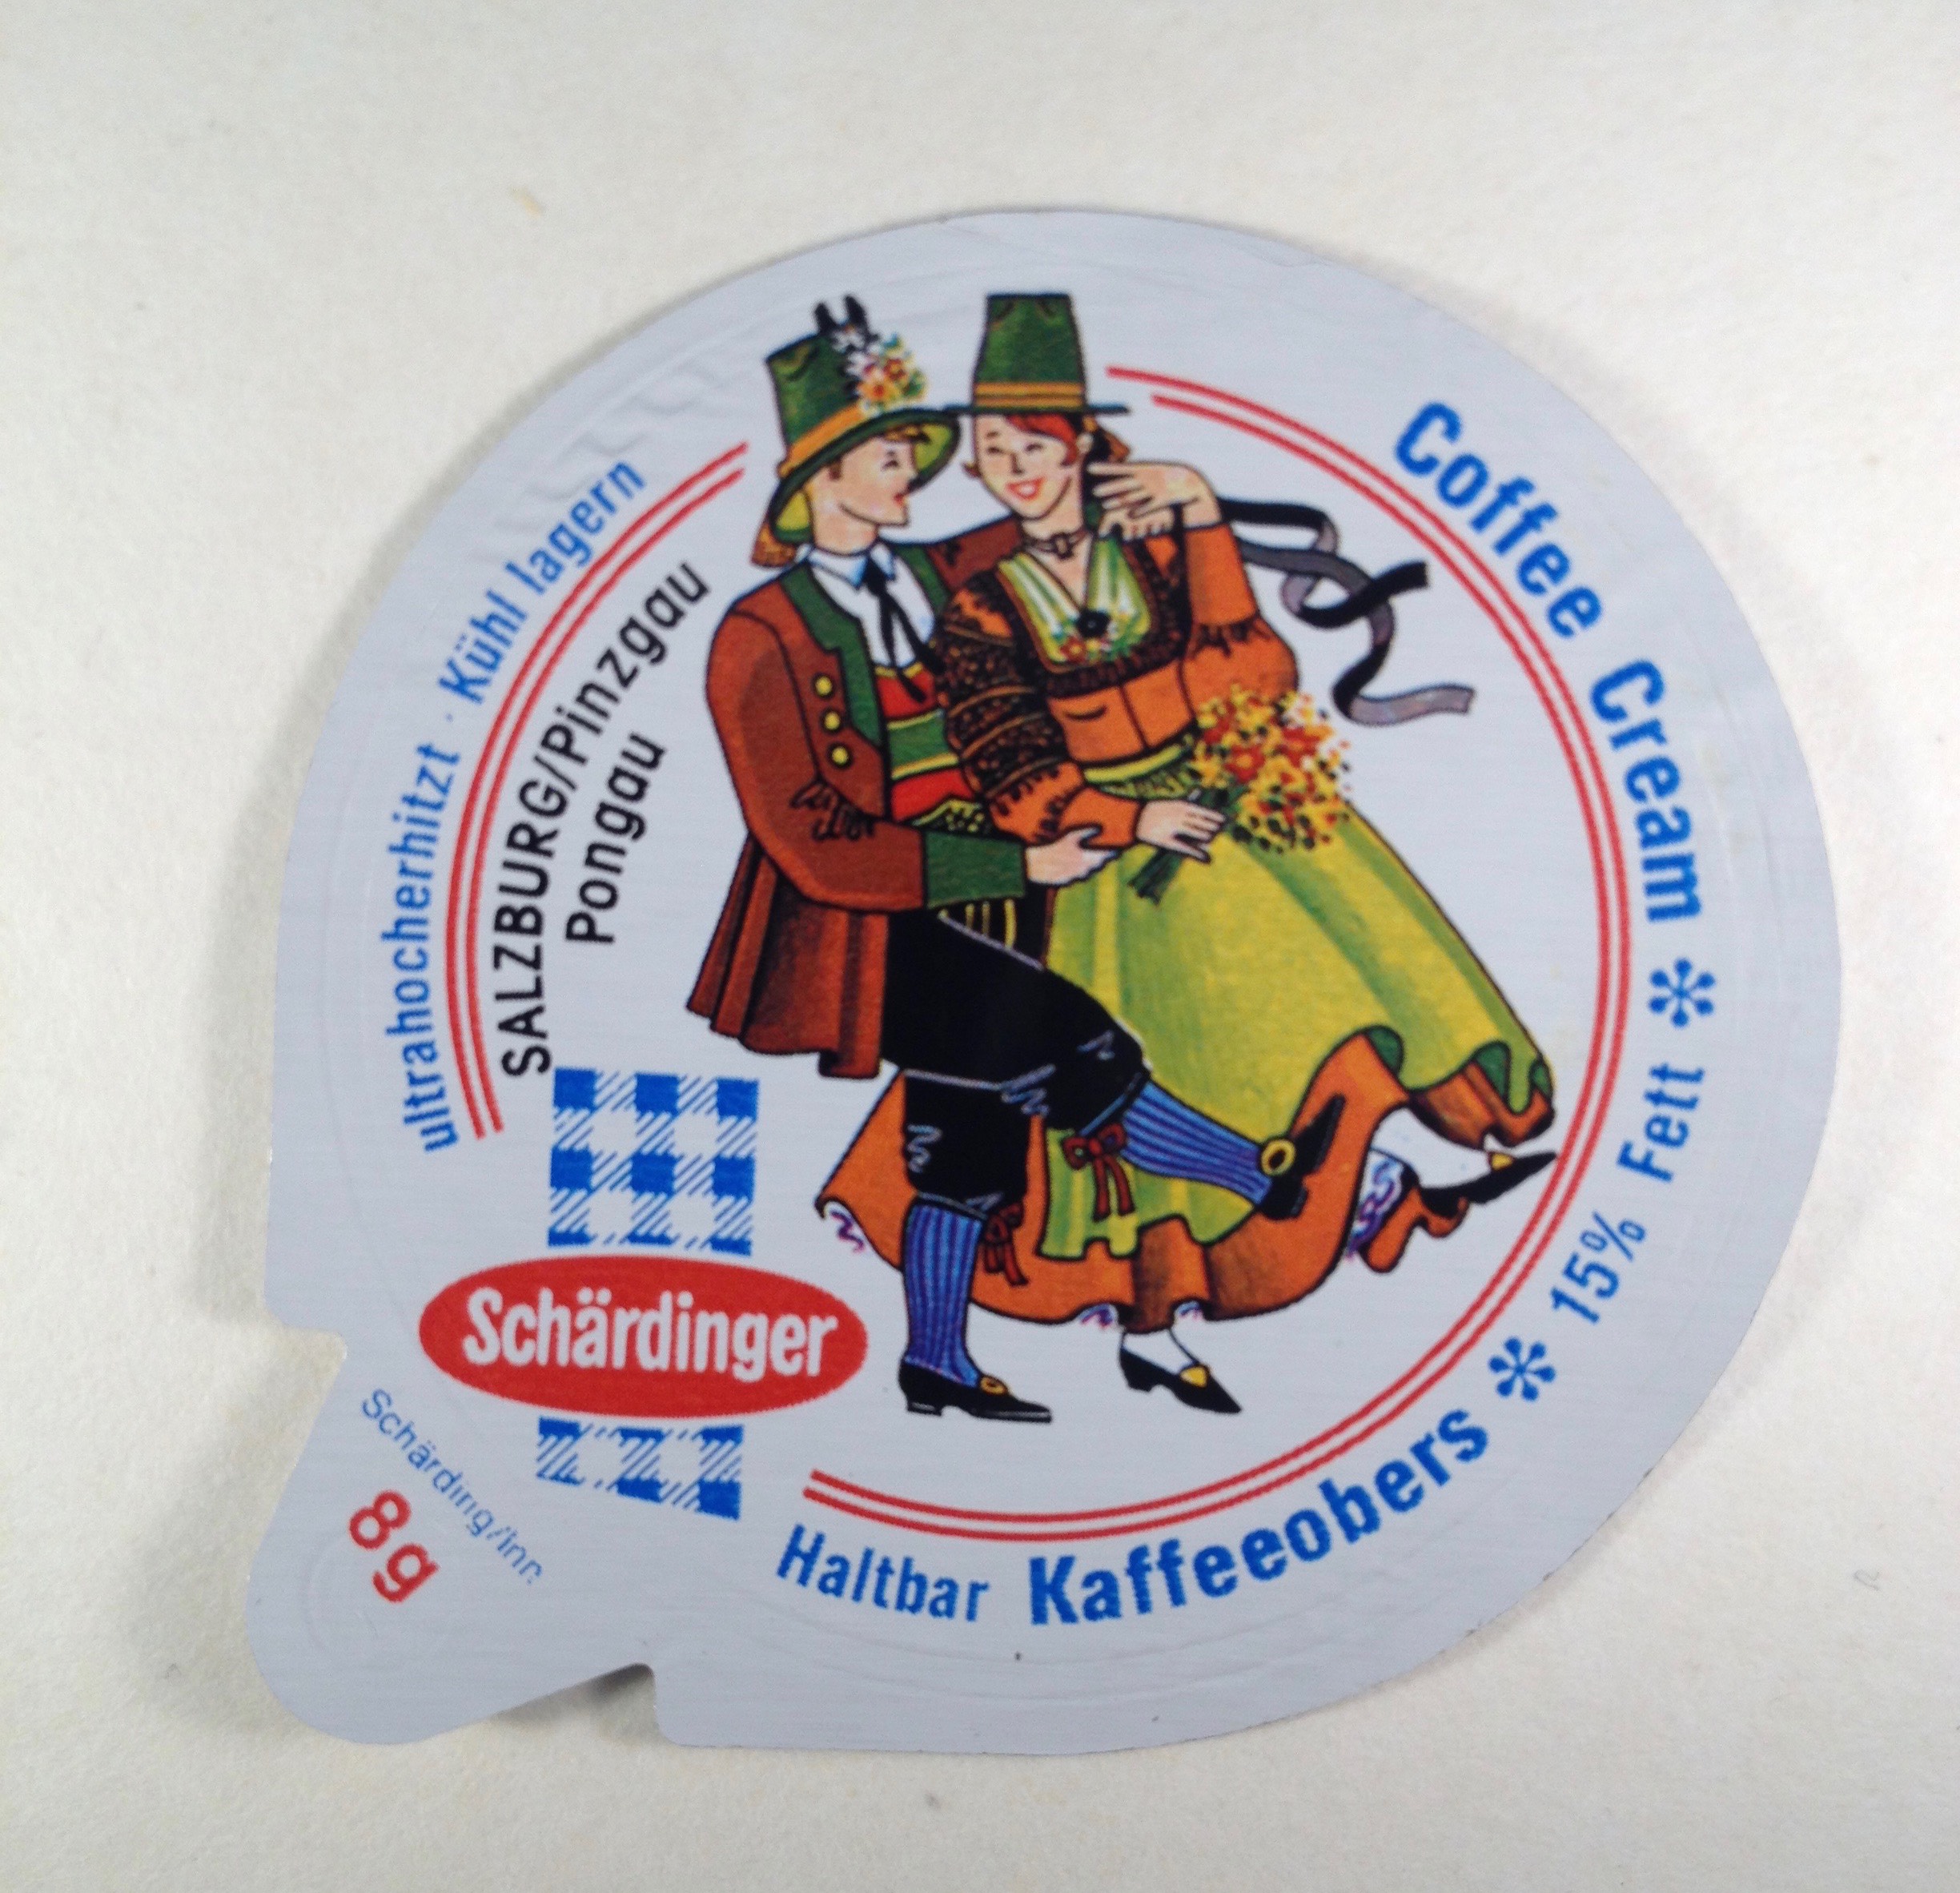 ultrahocherhitzt · Kühl lagern
SALZBURG/Pinzgau
Pongau
Coffee Cream * 15% Fett * Haltbar Kaffeeobers
Schärdinger
Schärding/Inn
8g